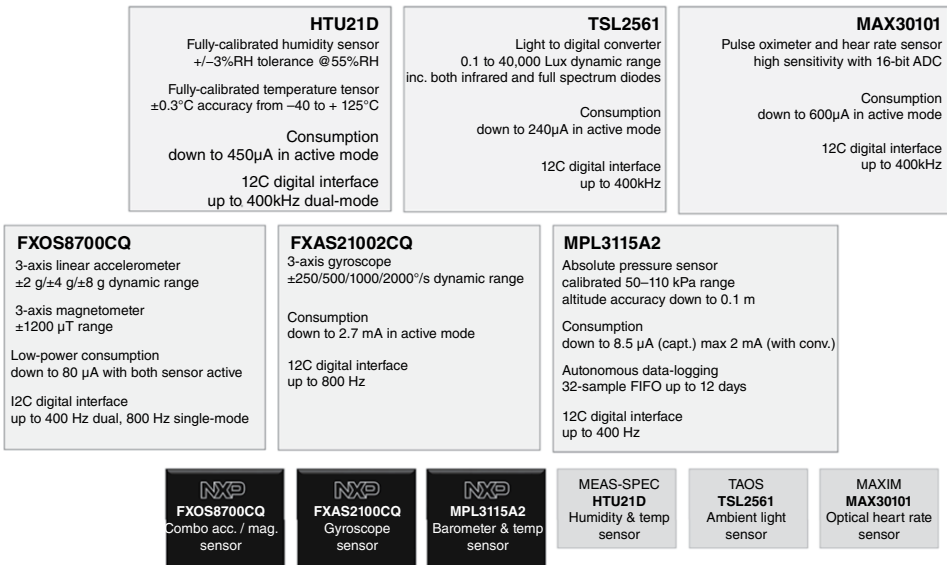 HTU21D
Fully-calibrated humidity sensor
+/–3%RH tolerance @55%RH
Fully-calibrated temperature tensor
±0.3°C accuracy from –40 to + 125°C
Consumption
down to 450µA in active mode
12C digital interface
up to 400kHz dual-mode
TSL2561
Light to digital converter
0.1 to 40,000 Lux dynamic range
inc. both infrared and full spectrum diodes
Consumption
down to 240µA in active mode
12C digital interface
up to 400kHz
MAX30101
Pulse oximeter and hear rate sensor
high sensitivity with 16-bit ADC
Consumption
down to 600µA in active mode
12C digital interface
up to 400kHz
FXOS8700CQ
3-axis linear accelerometer
±2 g/±4 g/±8 g dynamic range
3-axis magnetometer
±1200 µT range
Low-power consumption
down to 80 µA with both sensor active
I2C digital interface
up to 400 Hz dual, 800 Hz single-mode
FXAS21002CQ
3-axis gyroscope
±250/500/1000/2000°/s dynamic range
Consumption
down to 2.7 mA in active mode
12C digital interface
up to 800 Hz
MPL3115A2
Absolute pressure sensor
calibrated 50–110 kPa range
altitude accuracy down to 0.1 m
Consumption
down to 8.5 µA (capt.) max 2 mA (with conv.)
Autonomous data-logging
32-sample FIFO up to 12 days
12C digital interface
up to 400 Hz
NXP
FXOS8700CQ
Combo acc. / mag.
sensor
NXP
FXAS2100CQ
Gyroscope
sensor
NXP
MPL3115A2
Barometer & temp
sensor
MEAS-SPEC
HTU21D
Humidity & temp
sensor
TAOS
TSL2561
Ambient light
sensor
MAXIM
MAX30101
Optical heart rate
sensor